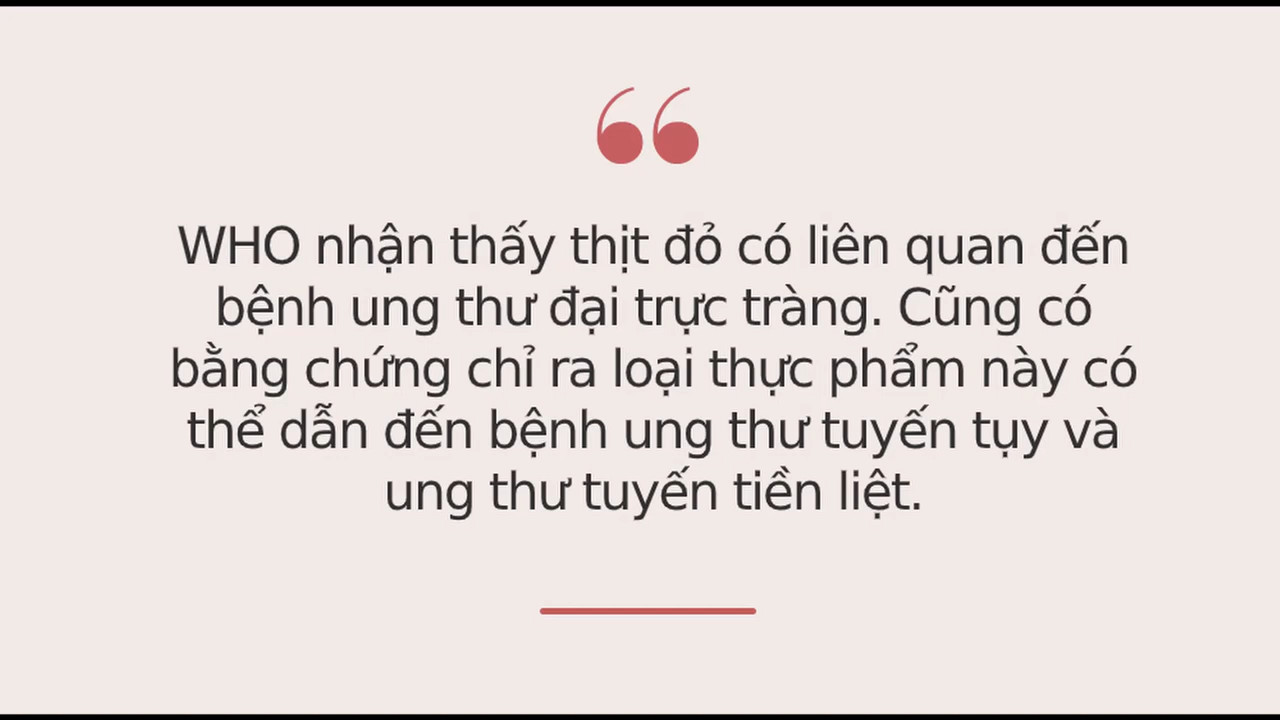 WHO nhận thấy thịt đỏ có liên quan đến
bệnh ung thư đại trực tràng. Cũng có
bằng chứng chỉ ra loại thực phẩm này có
thể dẫn đến bệnh ung thư tuyến tụy và
ung thư tuyến tiền liệt.